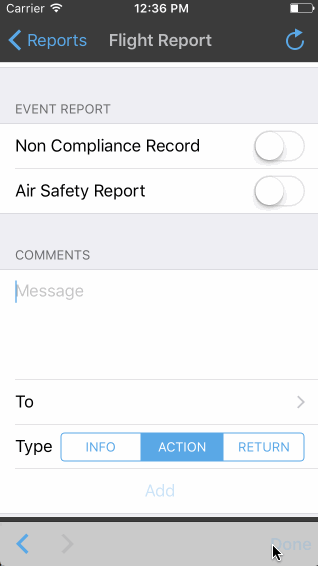 Carrier 12:36 PM
Reports Flight Report
EVENT REPORT
Non Compliance Record
Air Safety Report
COMMENTS
Message
To
Type INFO ACTION RETURN
Add
Done